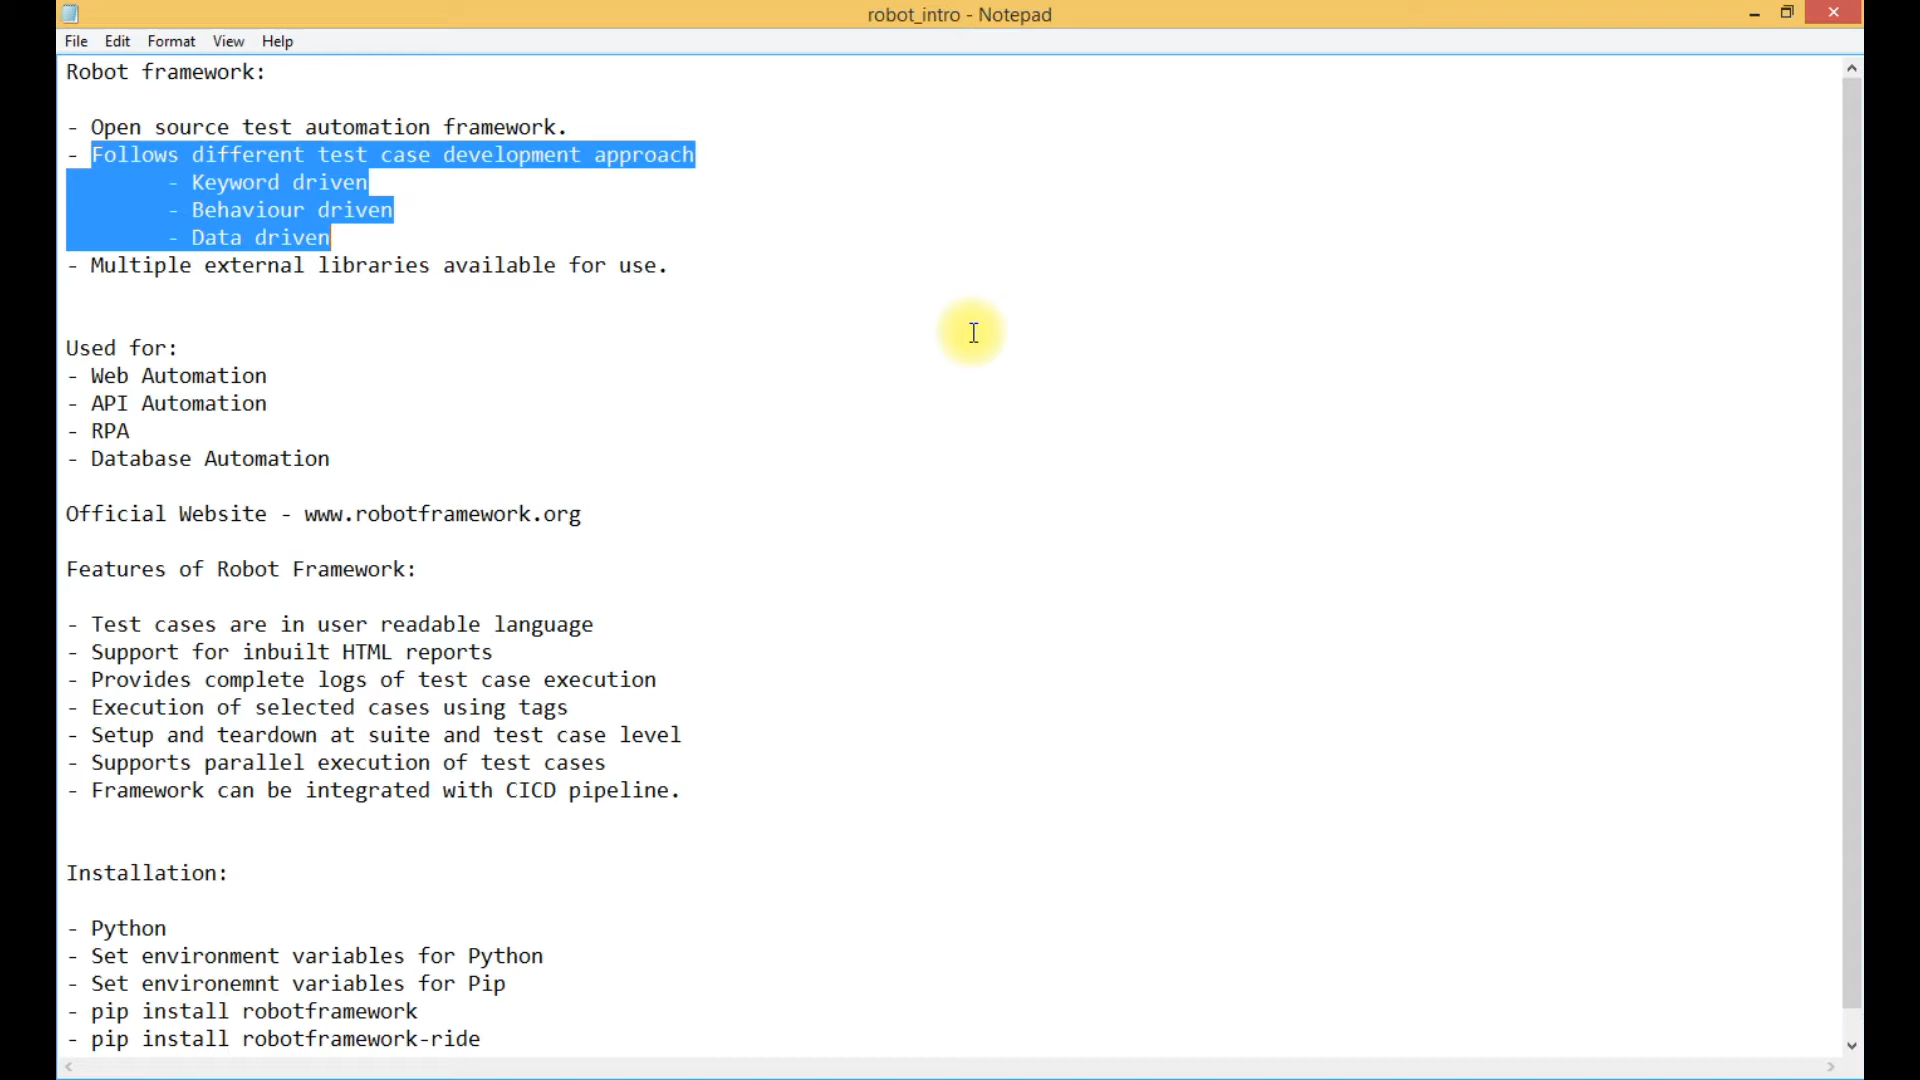 robot_intro - Notepad
File Edit Format View Help
Robot framework:
- Open source test automation framework.
- Follows different test case development approach
- Keyword driven
- Behaviour driven
- Data driven
- Multiple external libraries available for use.
Used for:
- Web Automation
- API Automation
- RPA
- Database Automation
Official Website - www.robotframework.org
Features of Robot Framework:
- Test cases are in user readable language
- Support for inbuilt HTML reports
- Provides complete logs of test case execution
- Execution of selected cases using tags
- Setup and teardown at suite and test case level
- Supports parallel execution of test cases
- Framework can be integrated with CICD pipeline.
Installation:
- Python
- Set environment variables for Python
- Set environemnt variables for Pip
- pip install robotframework
- pip install robotframework-ride